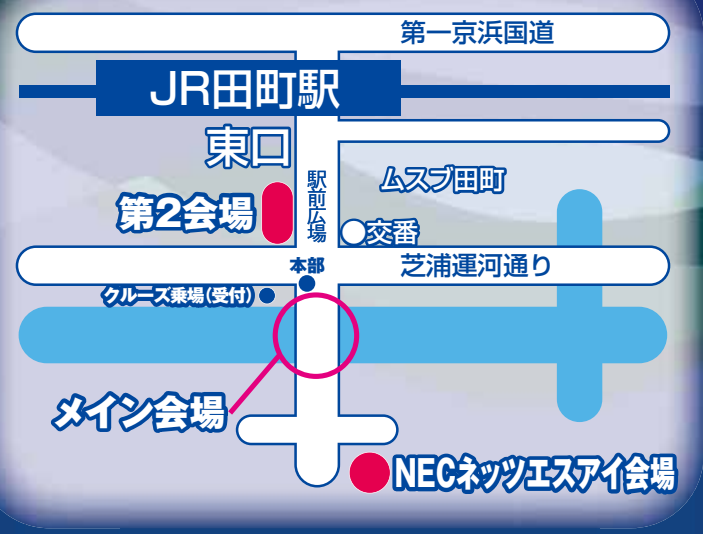 第一京浜国道
JR田町駅
東口
駅前広場
ムスブ田町
第2会場
交番
本部
芝浦運河通り
クルーズ乗場(受付)
メイン会場
NECネッツエスアイ会場